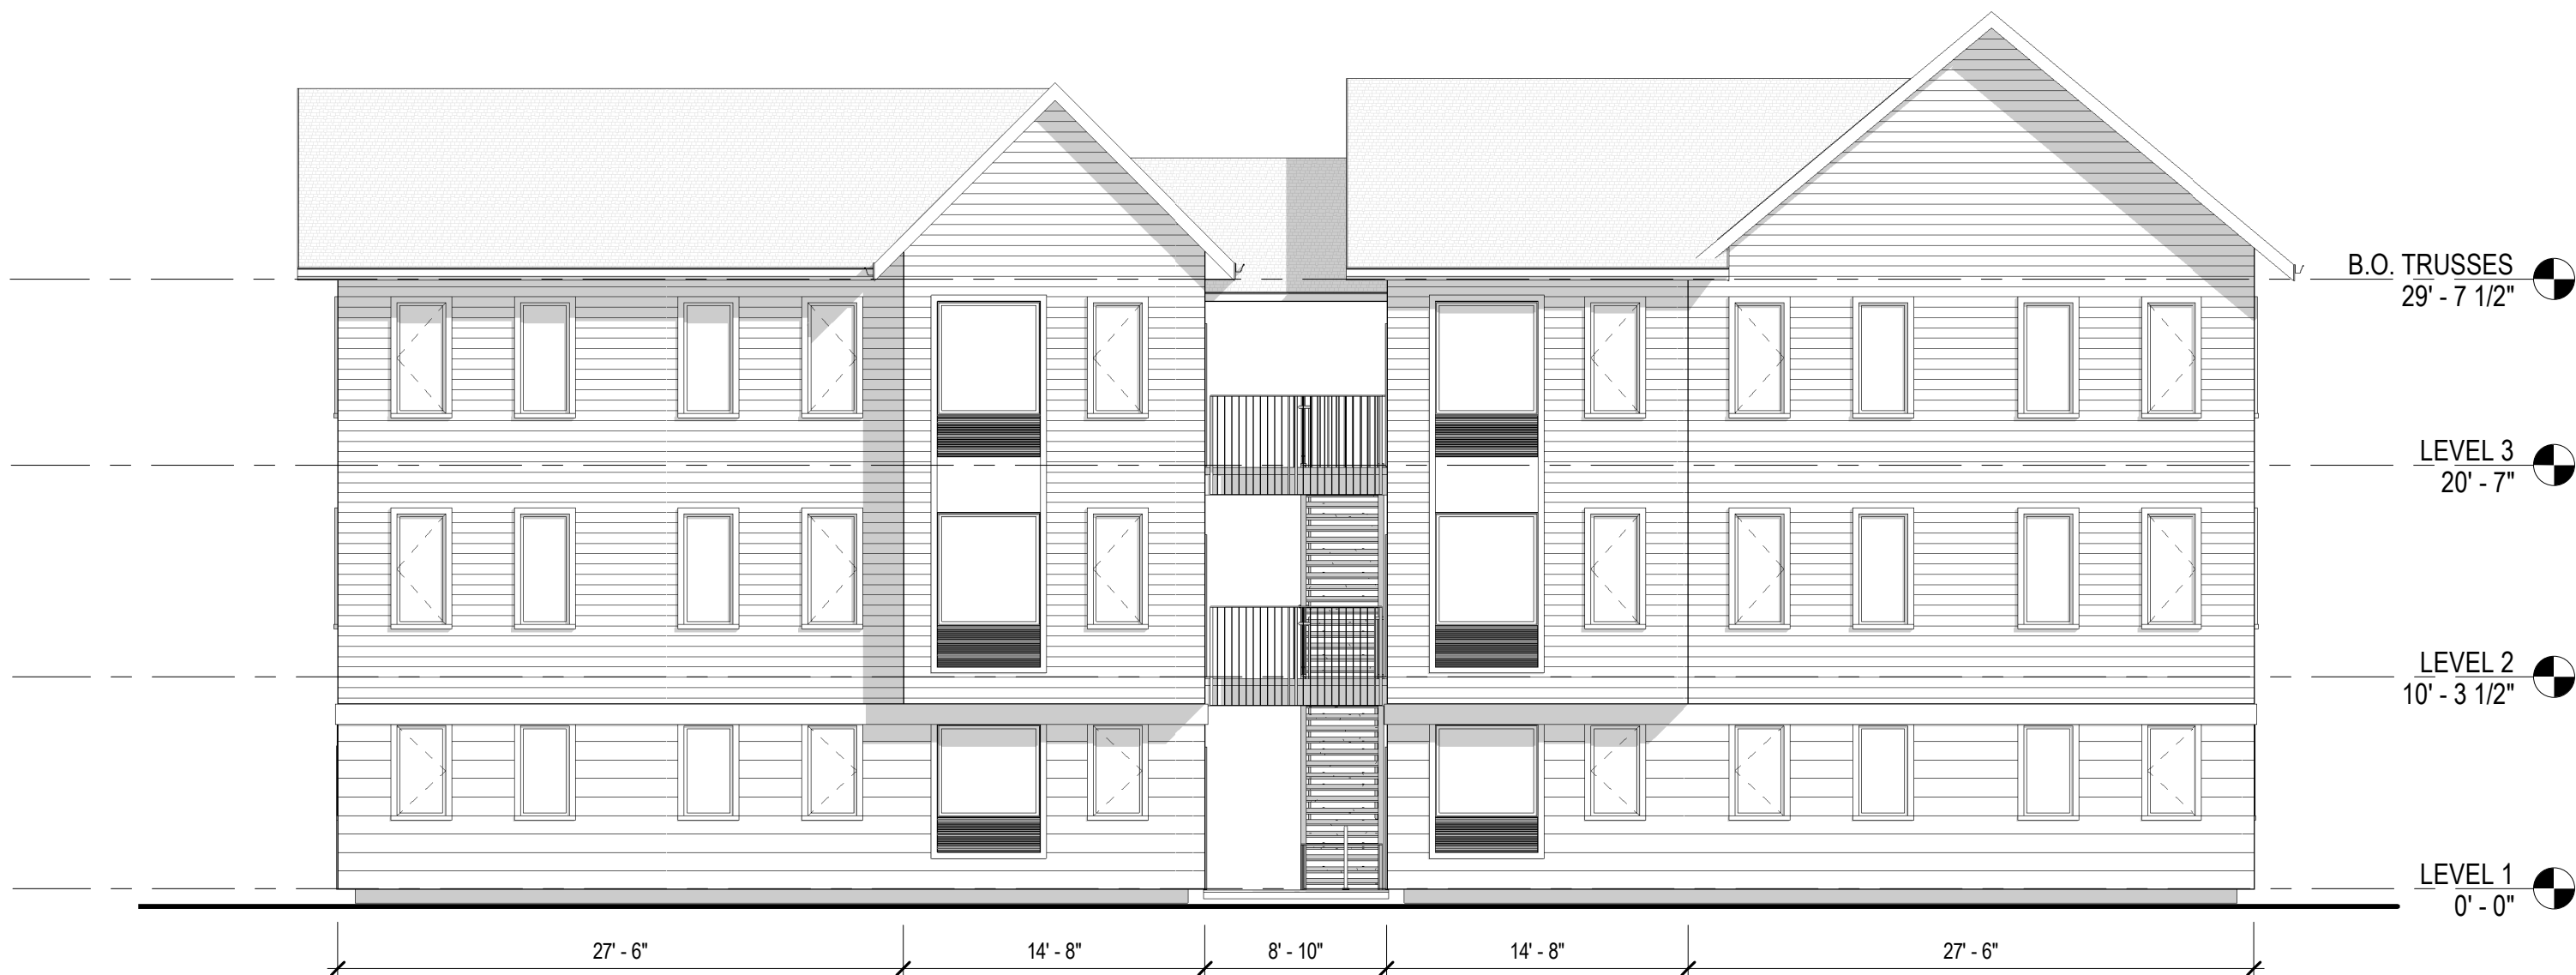 B.O. TRUSSES
29' - 7 1/2"
LEVEL 3
20' - 7"
LEVEL 2
10' - 3 1/2"
LEVEL 1
0' - 0"
27' - 6"
14' - 8"
8' - 10"
14' - 8"
27' - 6"